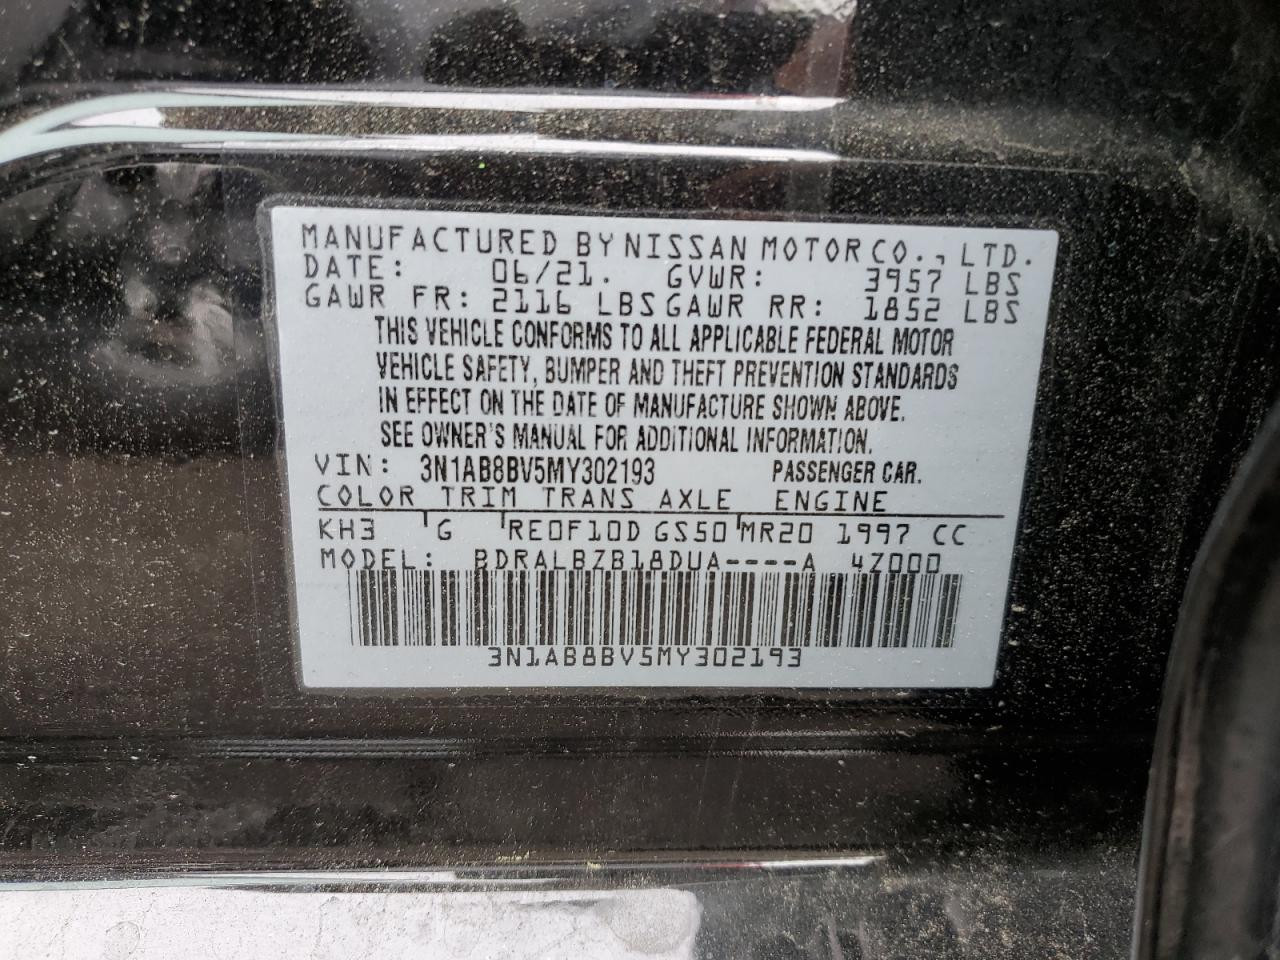 MANUFACTURED BY NISSAN MOTOR CO., LTD.
DATE: 06/21. GVWR: 3957 LBS
GAWR FR: 2116 LBS GAWR RR: 1852 LBS
THIS VEHICLE CONFORMS TO ALL APPLICABLE FEDERAL MOTOR
VEHICLE SAFETY, BUMPER AND THEFT PREVENTION STANDARDS
IN EFFECT ON THE DATE OF MANUFACTURE SHOWN ABOVE.
SEE OWNER'S MANUAL FOR ADDITIONAL INFORMATION.
VIN: 3N1AB8BV5MY302193 PASSENGER CAR.
COLOR TRIM TRANS AXLE ENGINE
KH3 G RE0F10D GS50 MR20 1997 CC
MODEL: BDRALBZB18DUA----A 4Z000
3N1AB8BV5MY302193